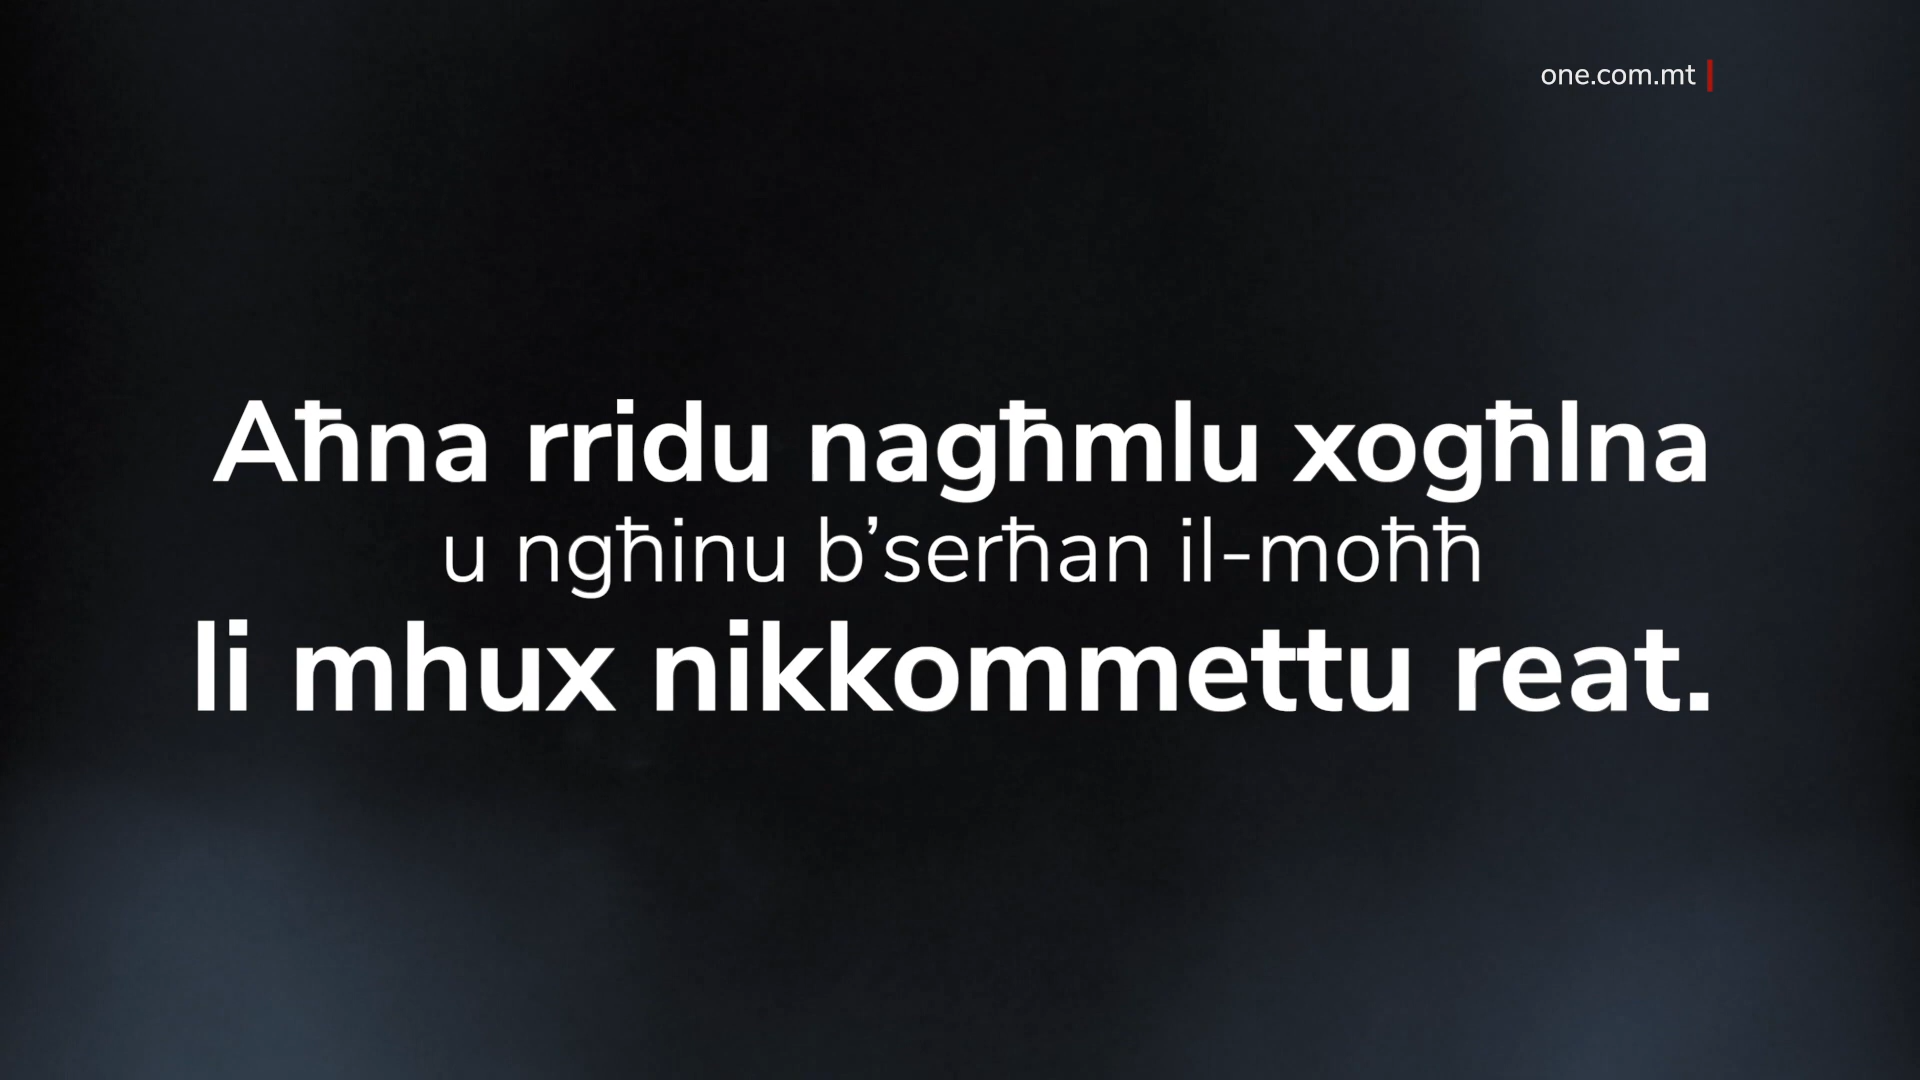 one.com.mt
Aħna rridu nagħmlu xogħlna
u ngħinu b’serħan il-moħħ
li mhux nikkommettu reat.